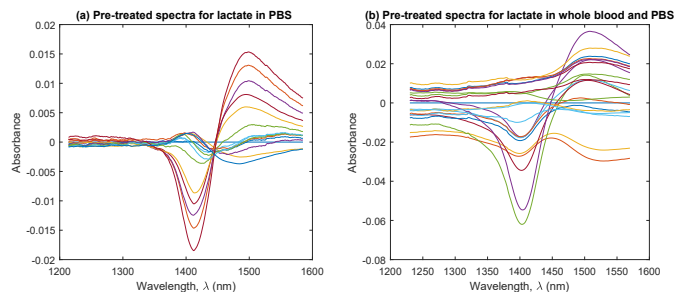 (a) Pre-treated spectra for lactate in PBS
0.02
0.015
0.01
0.005
0
-0.005
-0.01
-0.015
-0.02
Absorbance
1200 1300 1400 1500 1600
Wavelength, λ (nm)
(b) Pre-treated spectra for lactate in whole blood and PBS
0.04
0.02
0
-0.02
-0.04
-0.06
-0.08
Absorbance
1200 1250 1300 1350 1400 1450 1500 1550 1600
Wavelength, λ (nm)